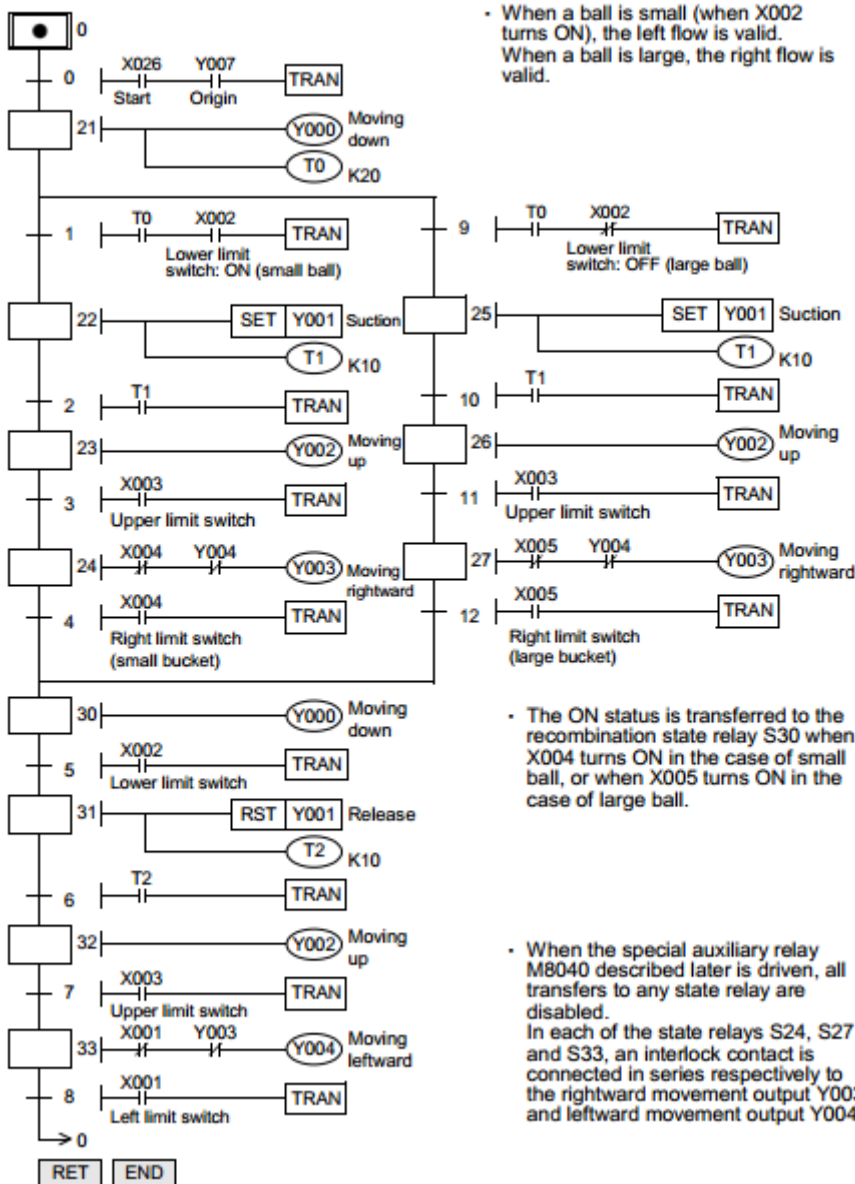 0
· When a ball is small (when X002
turns ON), the left flow is valid.
When a ball is large, the right flow is
valid.
0 X026 Y007 TRAN
Start Origin
21 Y000 Moving
down
T0 K20
1 T0 X002 TRAN
Lower limit
switch: ON (small ball)
9 T0 X002 TRAN
Lower limit
switch: OFF (large ball)
22 SET Y001 Suction
T1 K10
25 SET Y001 Suction
T1 K10
2 T1 TRAN
10 T1 TRAN
23 Y002 Moving
up
26 Y002 Moving
up
3 X003 TRAN
Upper limit switch
11 X003 TRAN
Upper limit switch
24 X004 Y004 Y003 Moving
rightward
27 X005 Y004 Y003 Moving
rightward
4 X004 TRAN
Right limit switch
(small bucket)
12 X005 TRAN
Right limit switch
(large bucket)
30 Y000 Moving
down
5 X002 TRAN
Lower limit switch
· The ON status is transferred to the
recombination state relay S30 when
X004 turns ON in the case of small
ball, or when X005 turns ON in the
case of large ball.
31 RST Y001 Release
T2 K10
6 T2 TRAN
32 Y002 Moving
up
7 X003 TRAN
Upper limit switch
33 X001 Y003 Y004 Moving
leftward
8 X001 TRAN
Left limit switch
· When the special auxiliary relay
M8040 described later is driven, all
transfers to any state relay are
disabled.
In each of the state relays S24, S27
and S33, an interlock contact is
connected in series respectively to
the rightward movement output Y003
and leftward movement output Y004
0
RET END